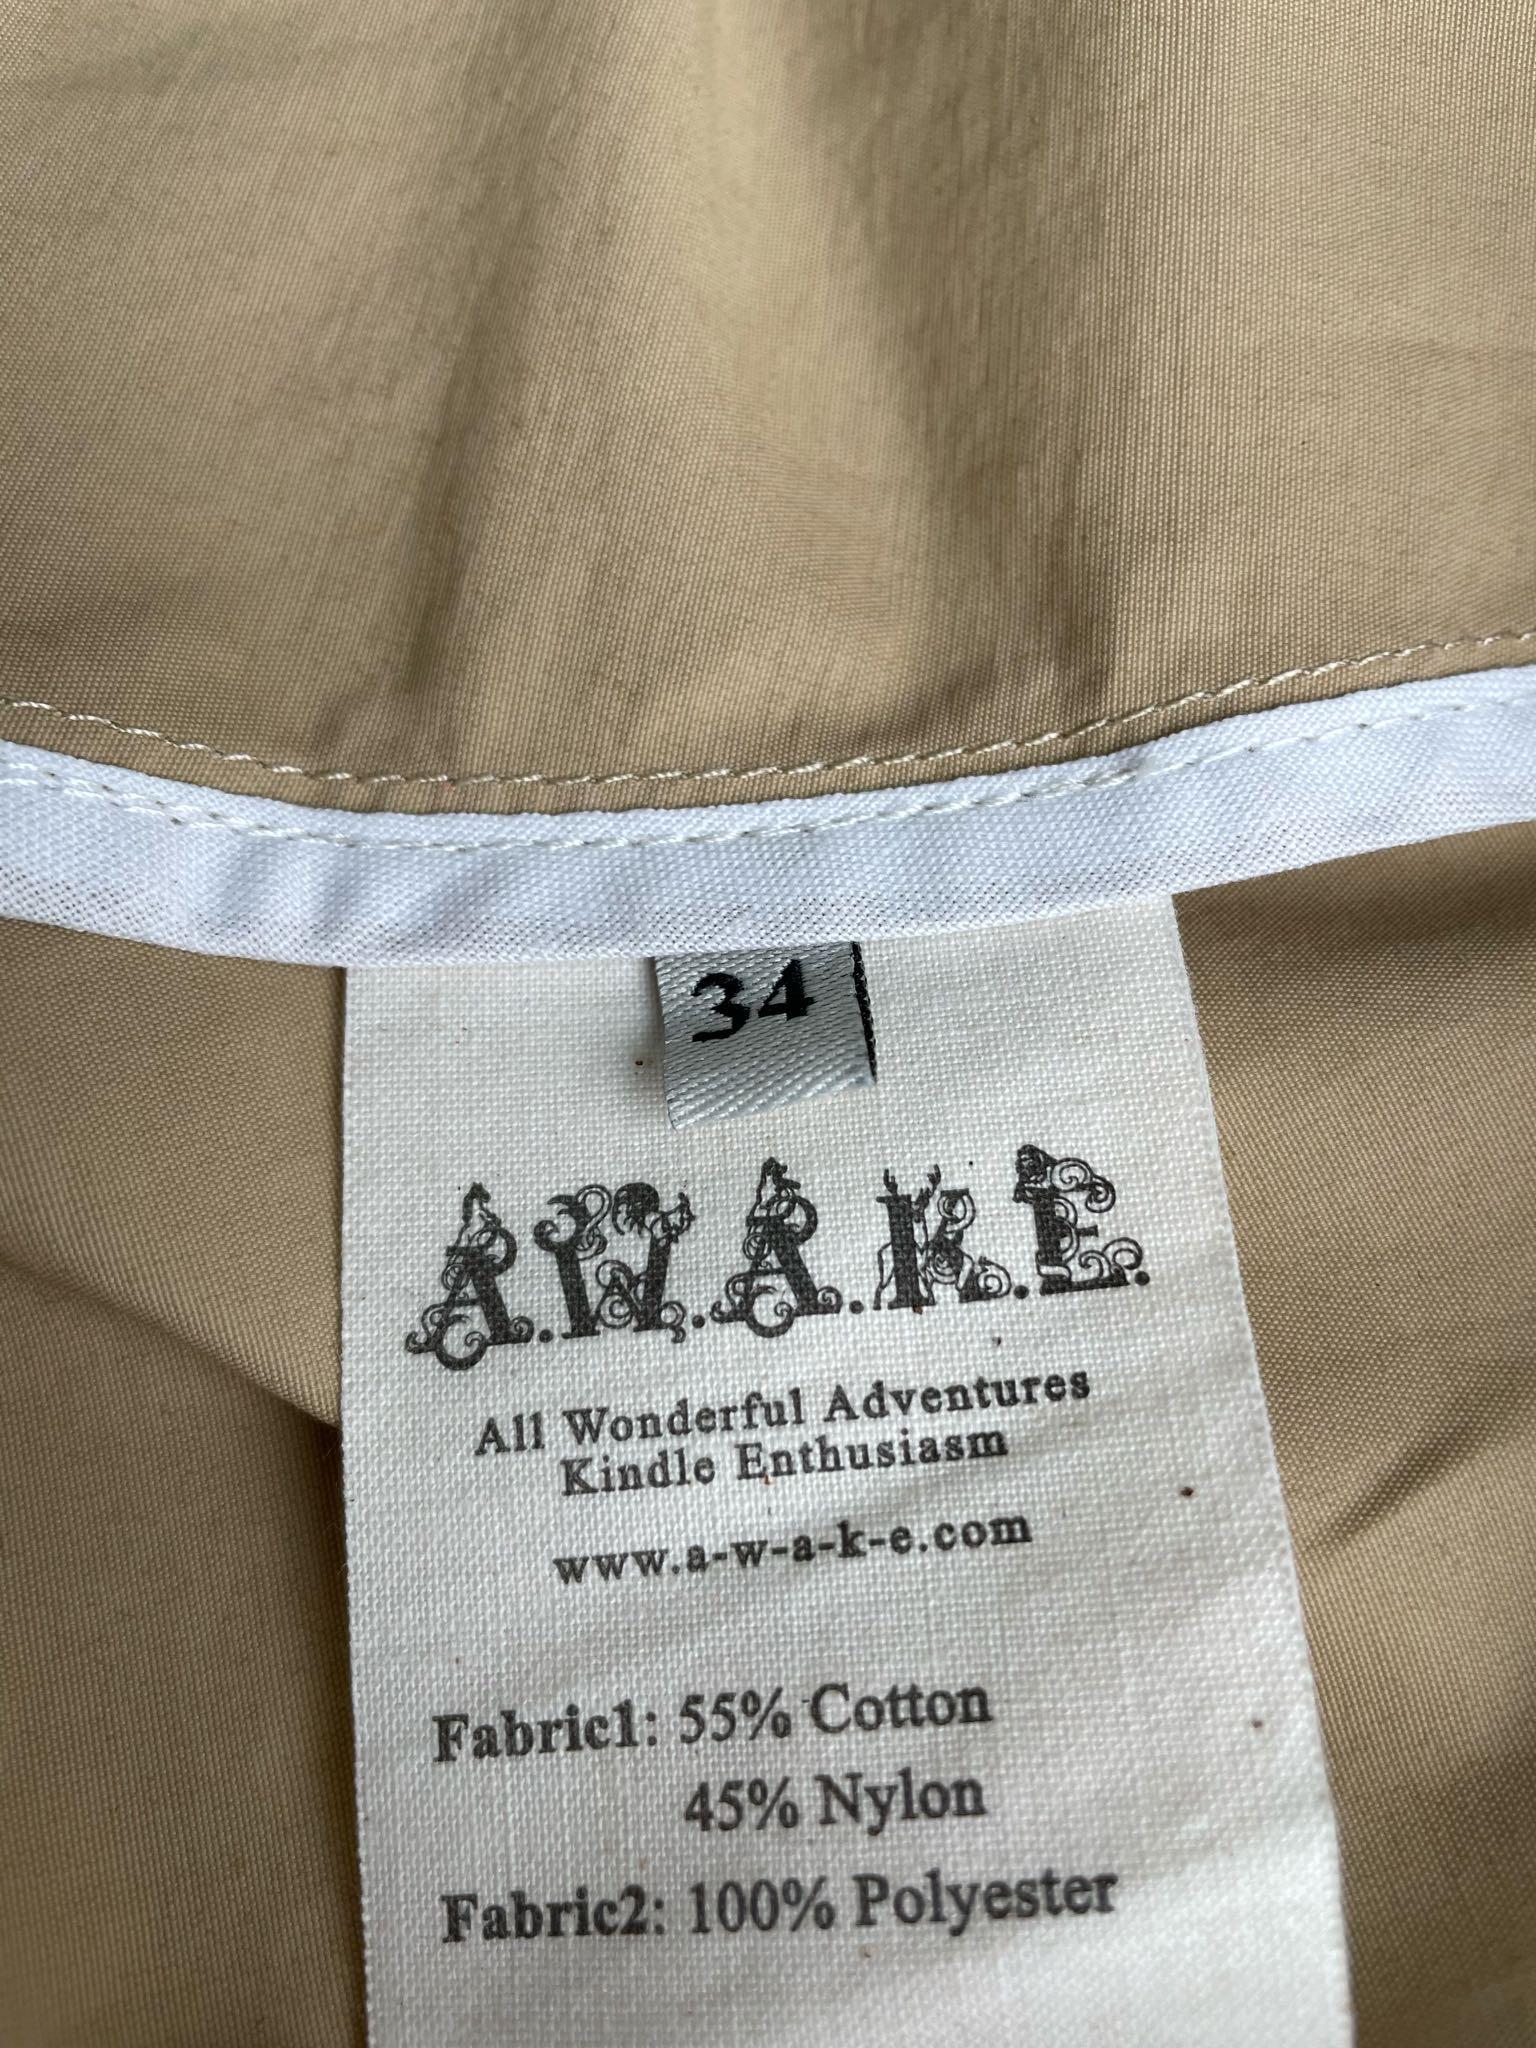 34
A.W.A.K.E.
All Wonderful Adventures
Kindle Enthusiasm
www.a-w-a-k-e.com
Fabric1: 55% Cotton
45% Nylon
Fabric2: 100% Polyester